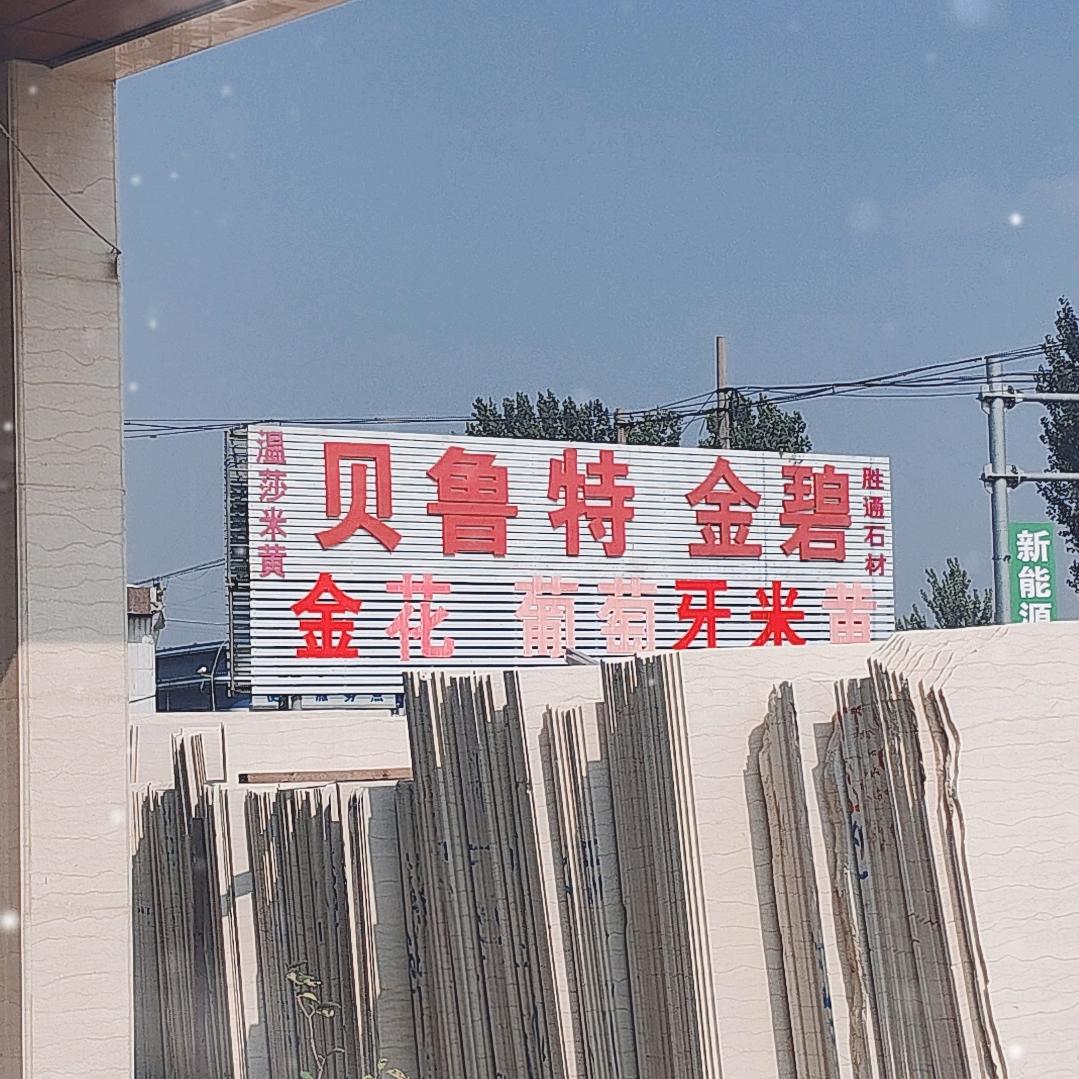 温莎米黄
贝鲁特 金碧
胜通石材
金花 葡萄牙米黄
新能源